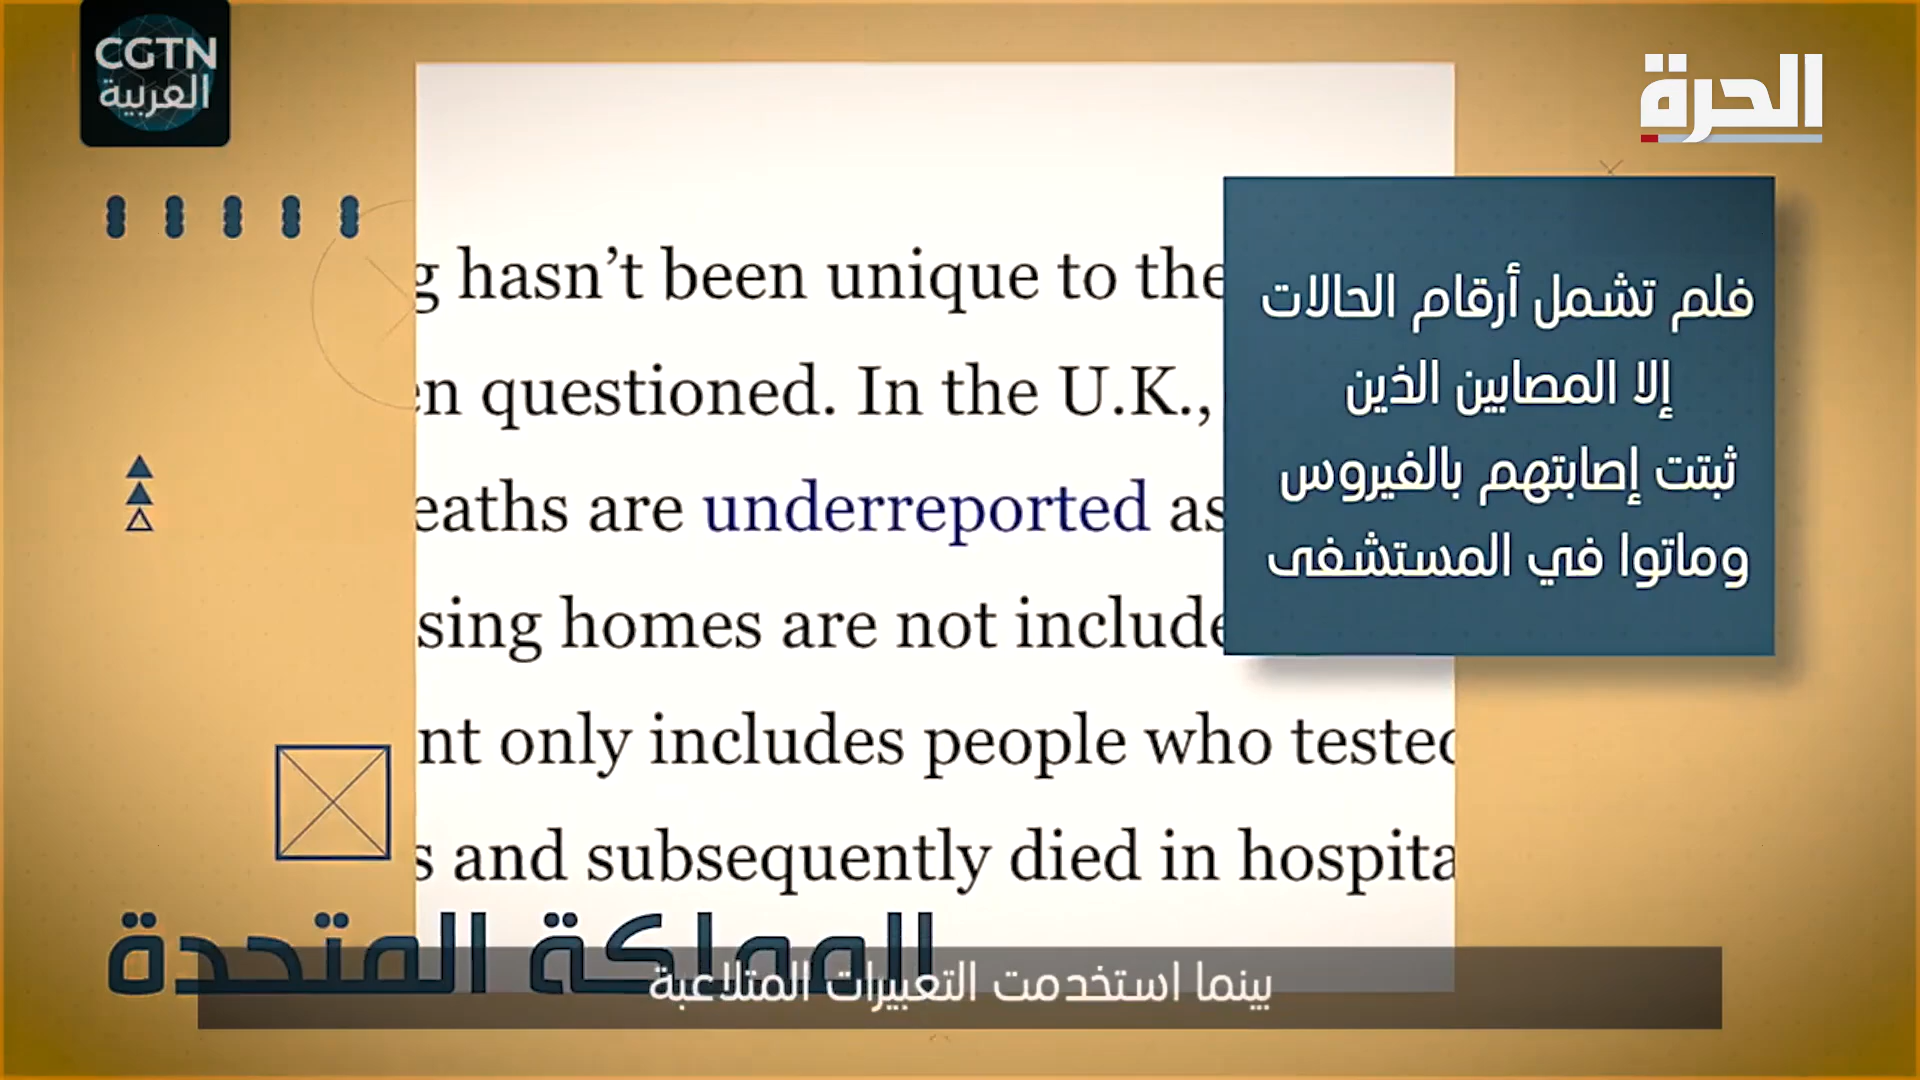 CGTN
العربية
الحرة
g hasn't been unique to the
en questioned. In the U.K.,
eaths are underreported as
sing homes are not include
nt only includes people who tested
s and subsequently died in hospita
فلم تشمل أرقام الحالات
إلا المصابين الذين
ثبتت إصابتهم بالفيروس
وماتوا في المستشفى
المملكة المتحدة
بينما استخدمت التعبيرات المتلاعبة